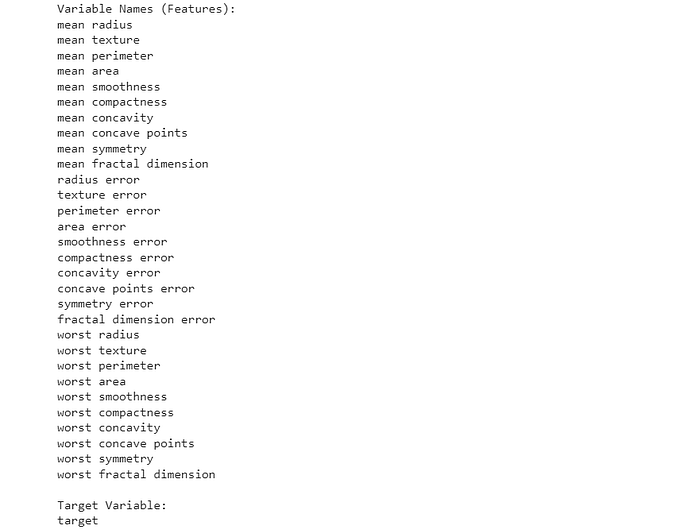 Variable Names (Features):
mean radius
mean texture
mean perimeter
mean area
mean smoothness
mean compactness
mean concavity
mean concave points
mean symmetry
mean fractal dimension
radius error
texture error
perimeter error
area error
smoothness error
compactness error
concavity error
concave points error
symmetry error
fractal dimension error
worst radius
worst texture
worst perimeter
worst area
worst smoothness
worst compactness
worst concavity
worst concave points
worst symmetry
worst fractal dimension
Target Variable:
target